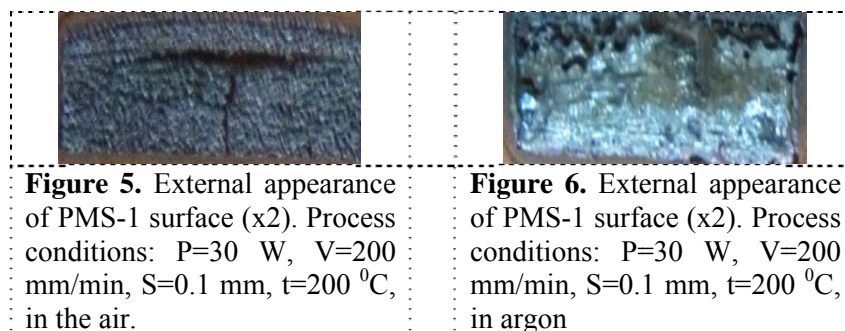 Figure 5. External appearance
of PMS-1 surface (x2). Process
conditions: P=30 W, V=200
mm/min, S=0.1 mm, t=200 ⁰C,
in the air.
Figure 6. External appearance
of PMS-1 surface (x2). Process
conditions: P=30 W, V=200
mm/min, S=0.1 mm, t=200 ⁰C,
in argon